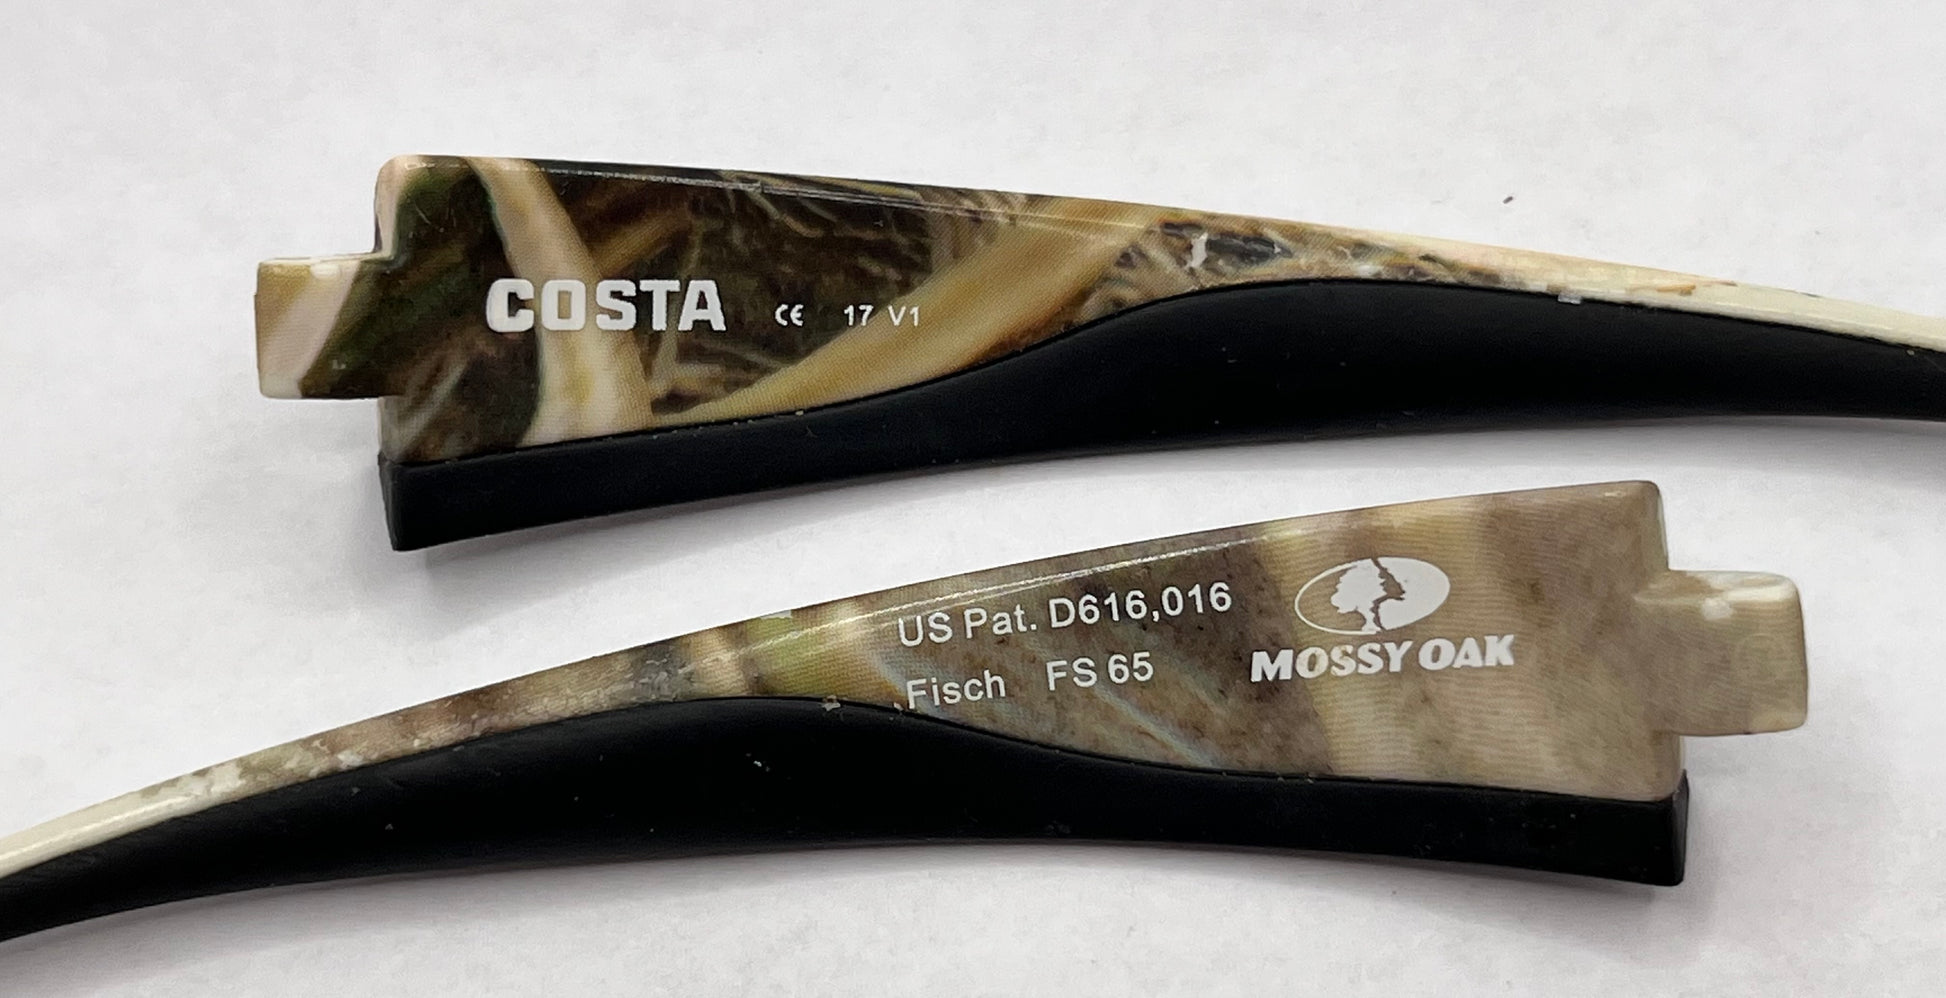 COSTA CE 17 V1
US Pat. D616,016
Fisch FS 65
MOSSY OAK